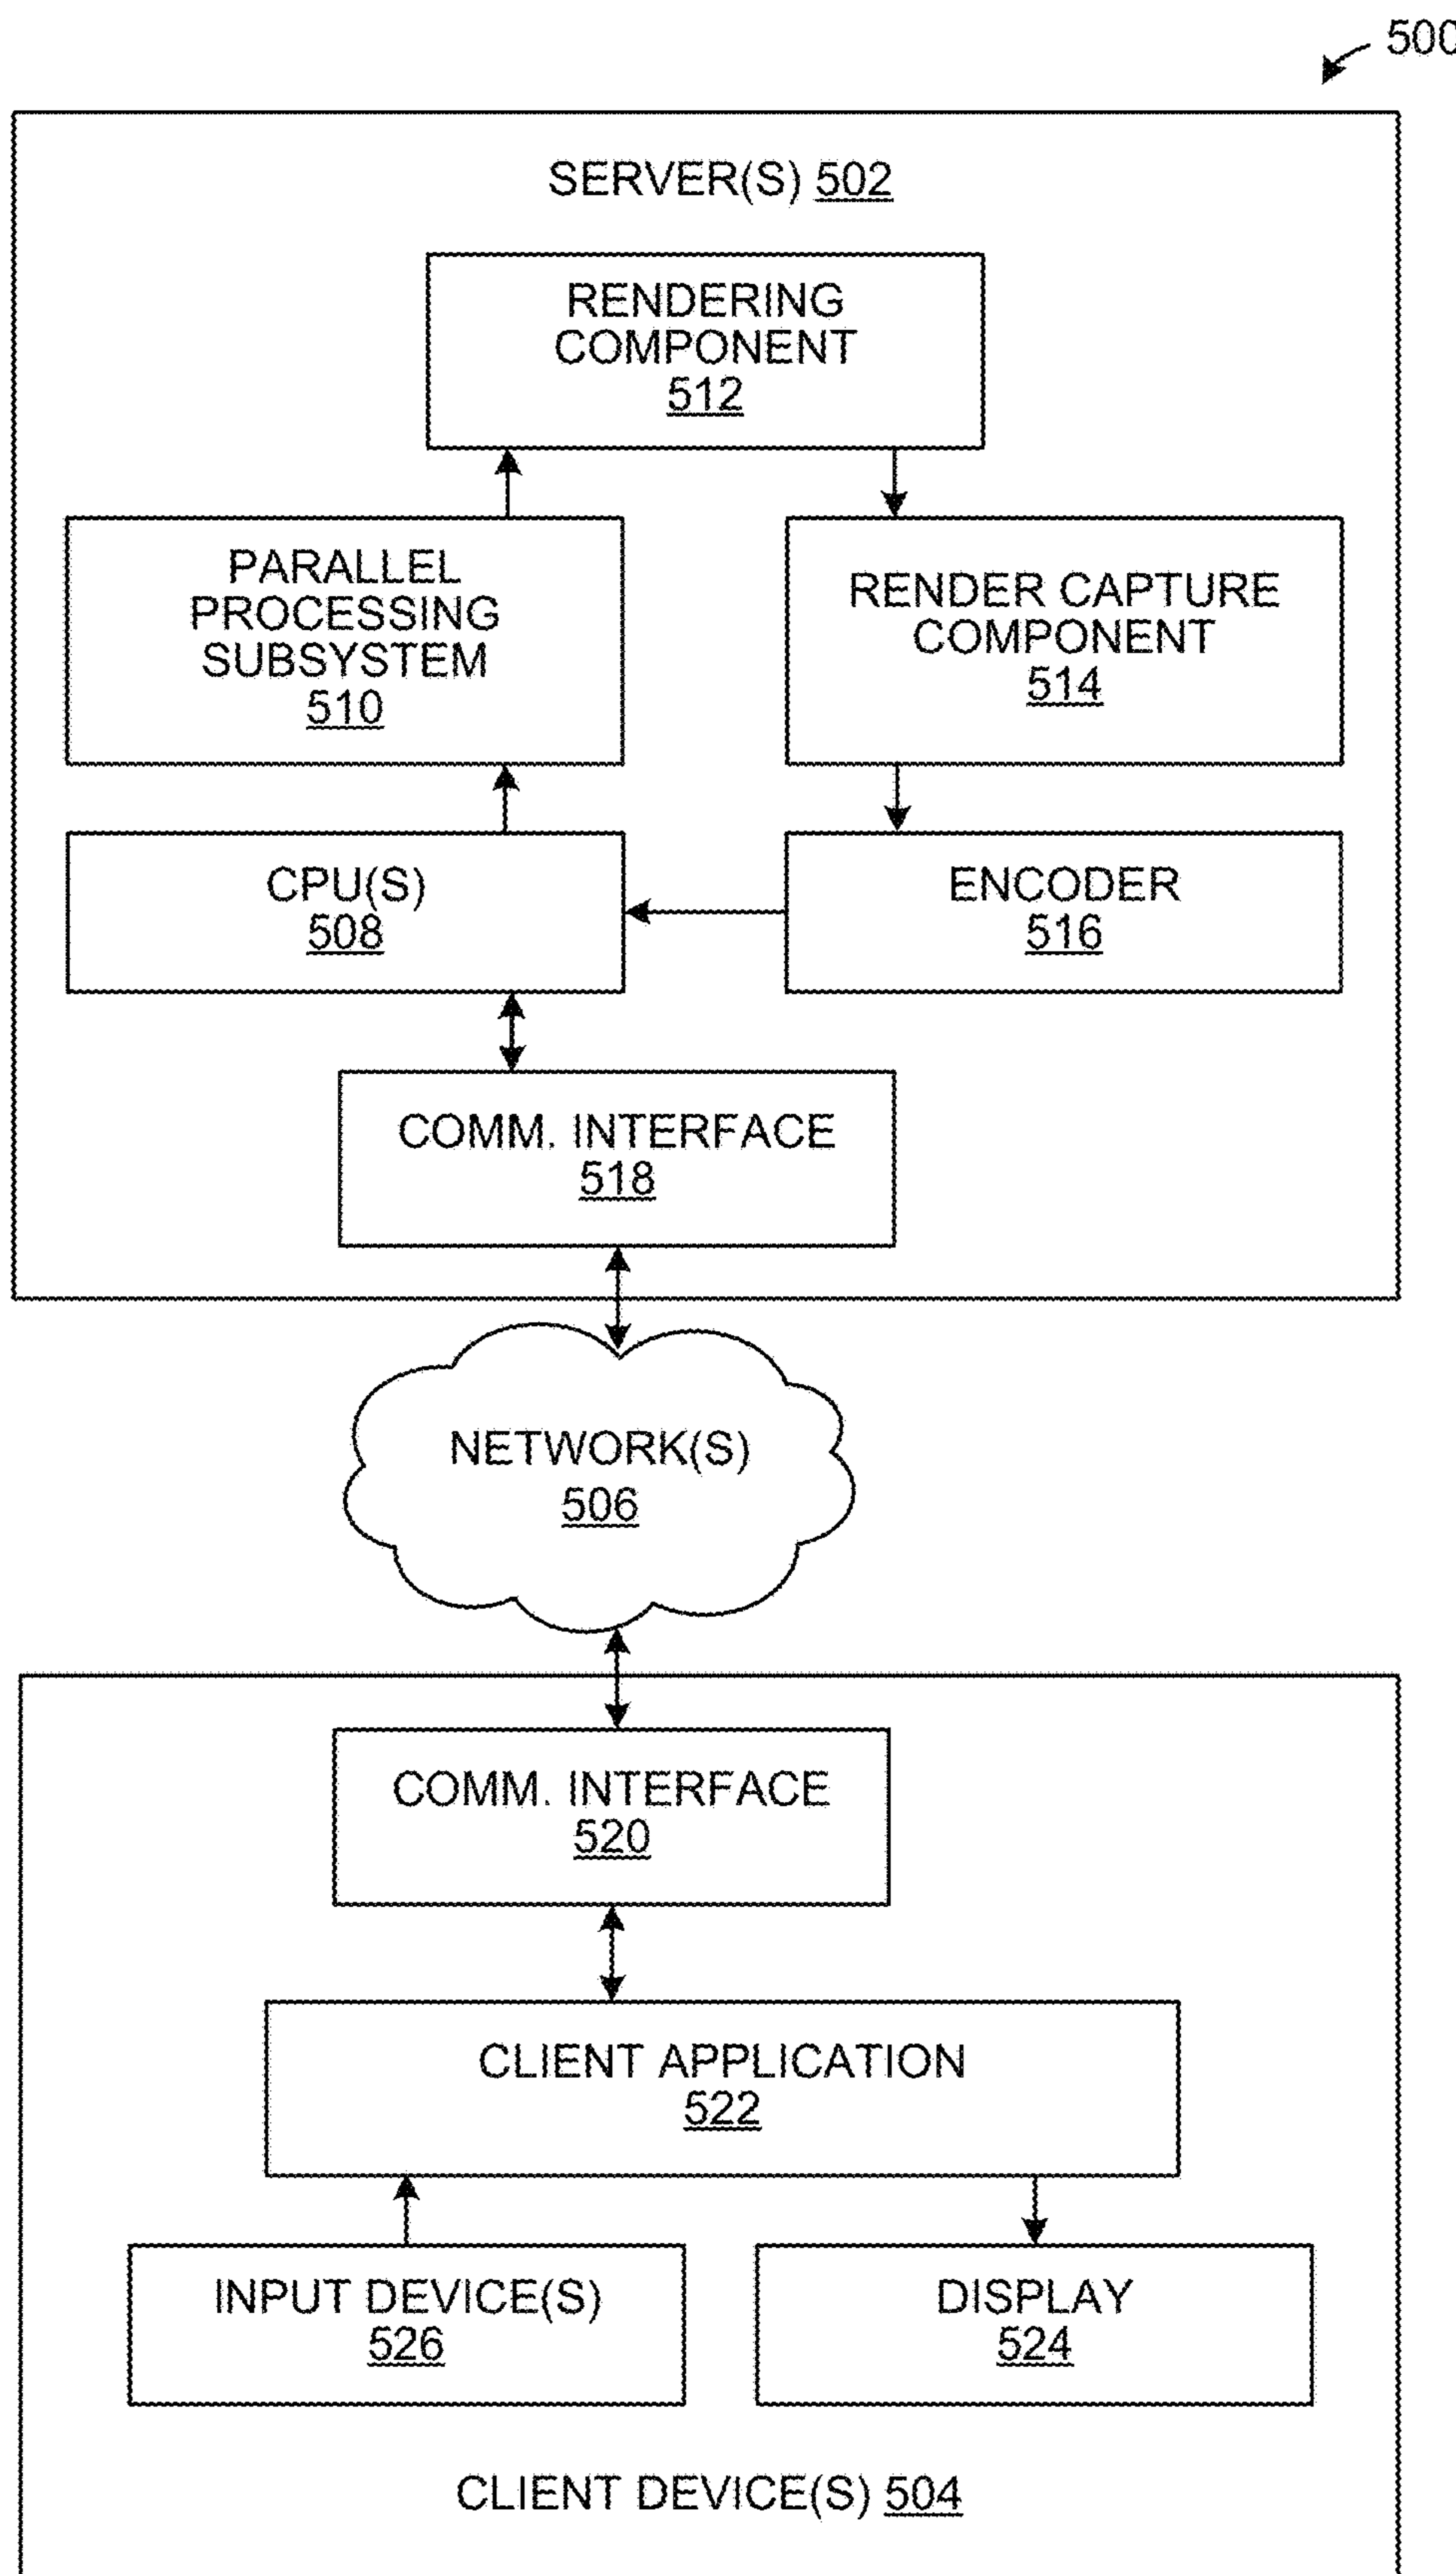 500
SERVER(S) 502
RENDERING
COMPONENT
512
PARALLEL
PROCESSING
SUBSYSTEM
510
RENDER CAPTURE
COMPONENT
514
CPU(S)
508
ENCODER
516
COMM. INTERFACE
518
NETWORK(S)
506
COMM. INTERFACE
520
CLIENT APPLICATION
522
INPUT DEVICE(S)
526
DISPLAY
524
CLIENT DEVICE(S) 504